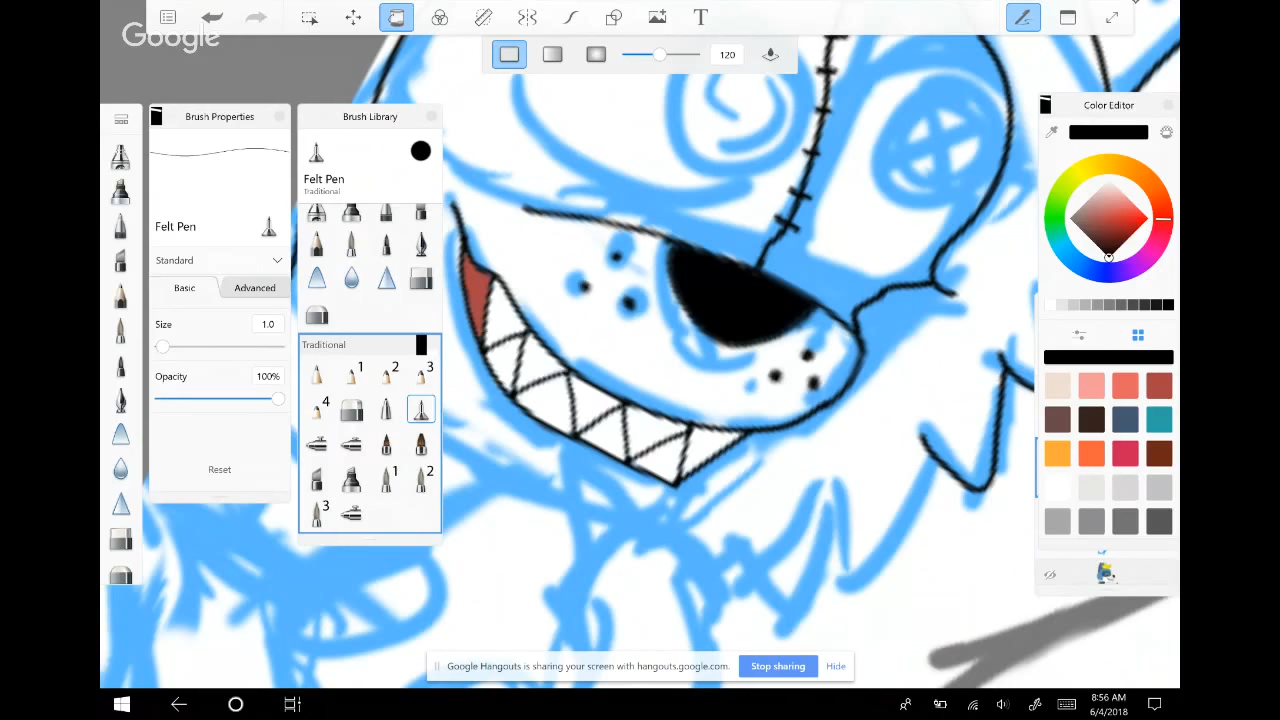 Google
T
120
Brush Properties
Brush Library
Color Editor
Felt Pen
Traditional
Felt Pen
Standard
Basic
Advanced
Size
1.0
Opacity
100%
Reset
Traditional
1
2
3
4
1
2
3
Google Hangouts is sharing your screen with hangouts.google.com.
Stop sharing
Hide
8:56 AM
6/4/2018